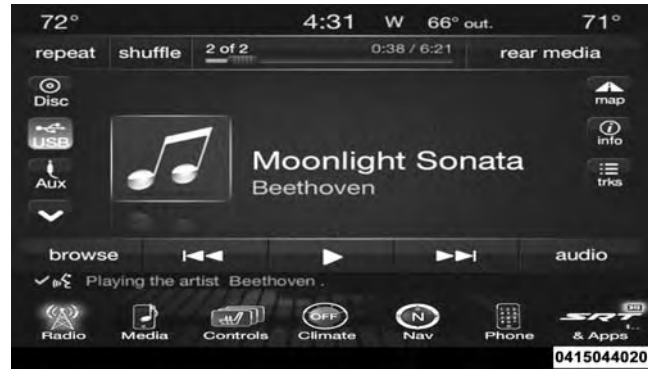 72° 4:31 W 66° out. 71°
repeat shuffle 2 of 2 0:38 / 6:21 rear media
Disc
map
USB
info
Moonlight Sonata
Beethoven
Aux
trks
browse audio
Playing the artist Beethoven .
OFF N SRT
Radio Media Controls Climate Nav Phone & Apps
0415044020